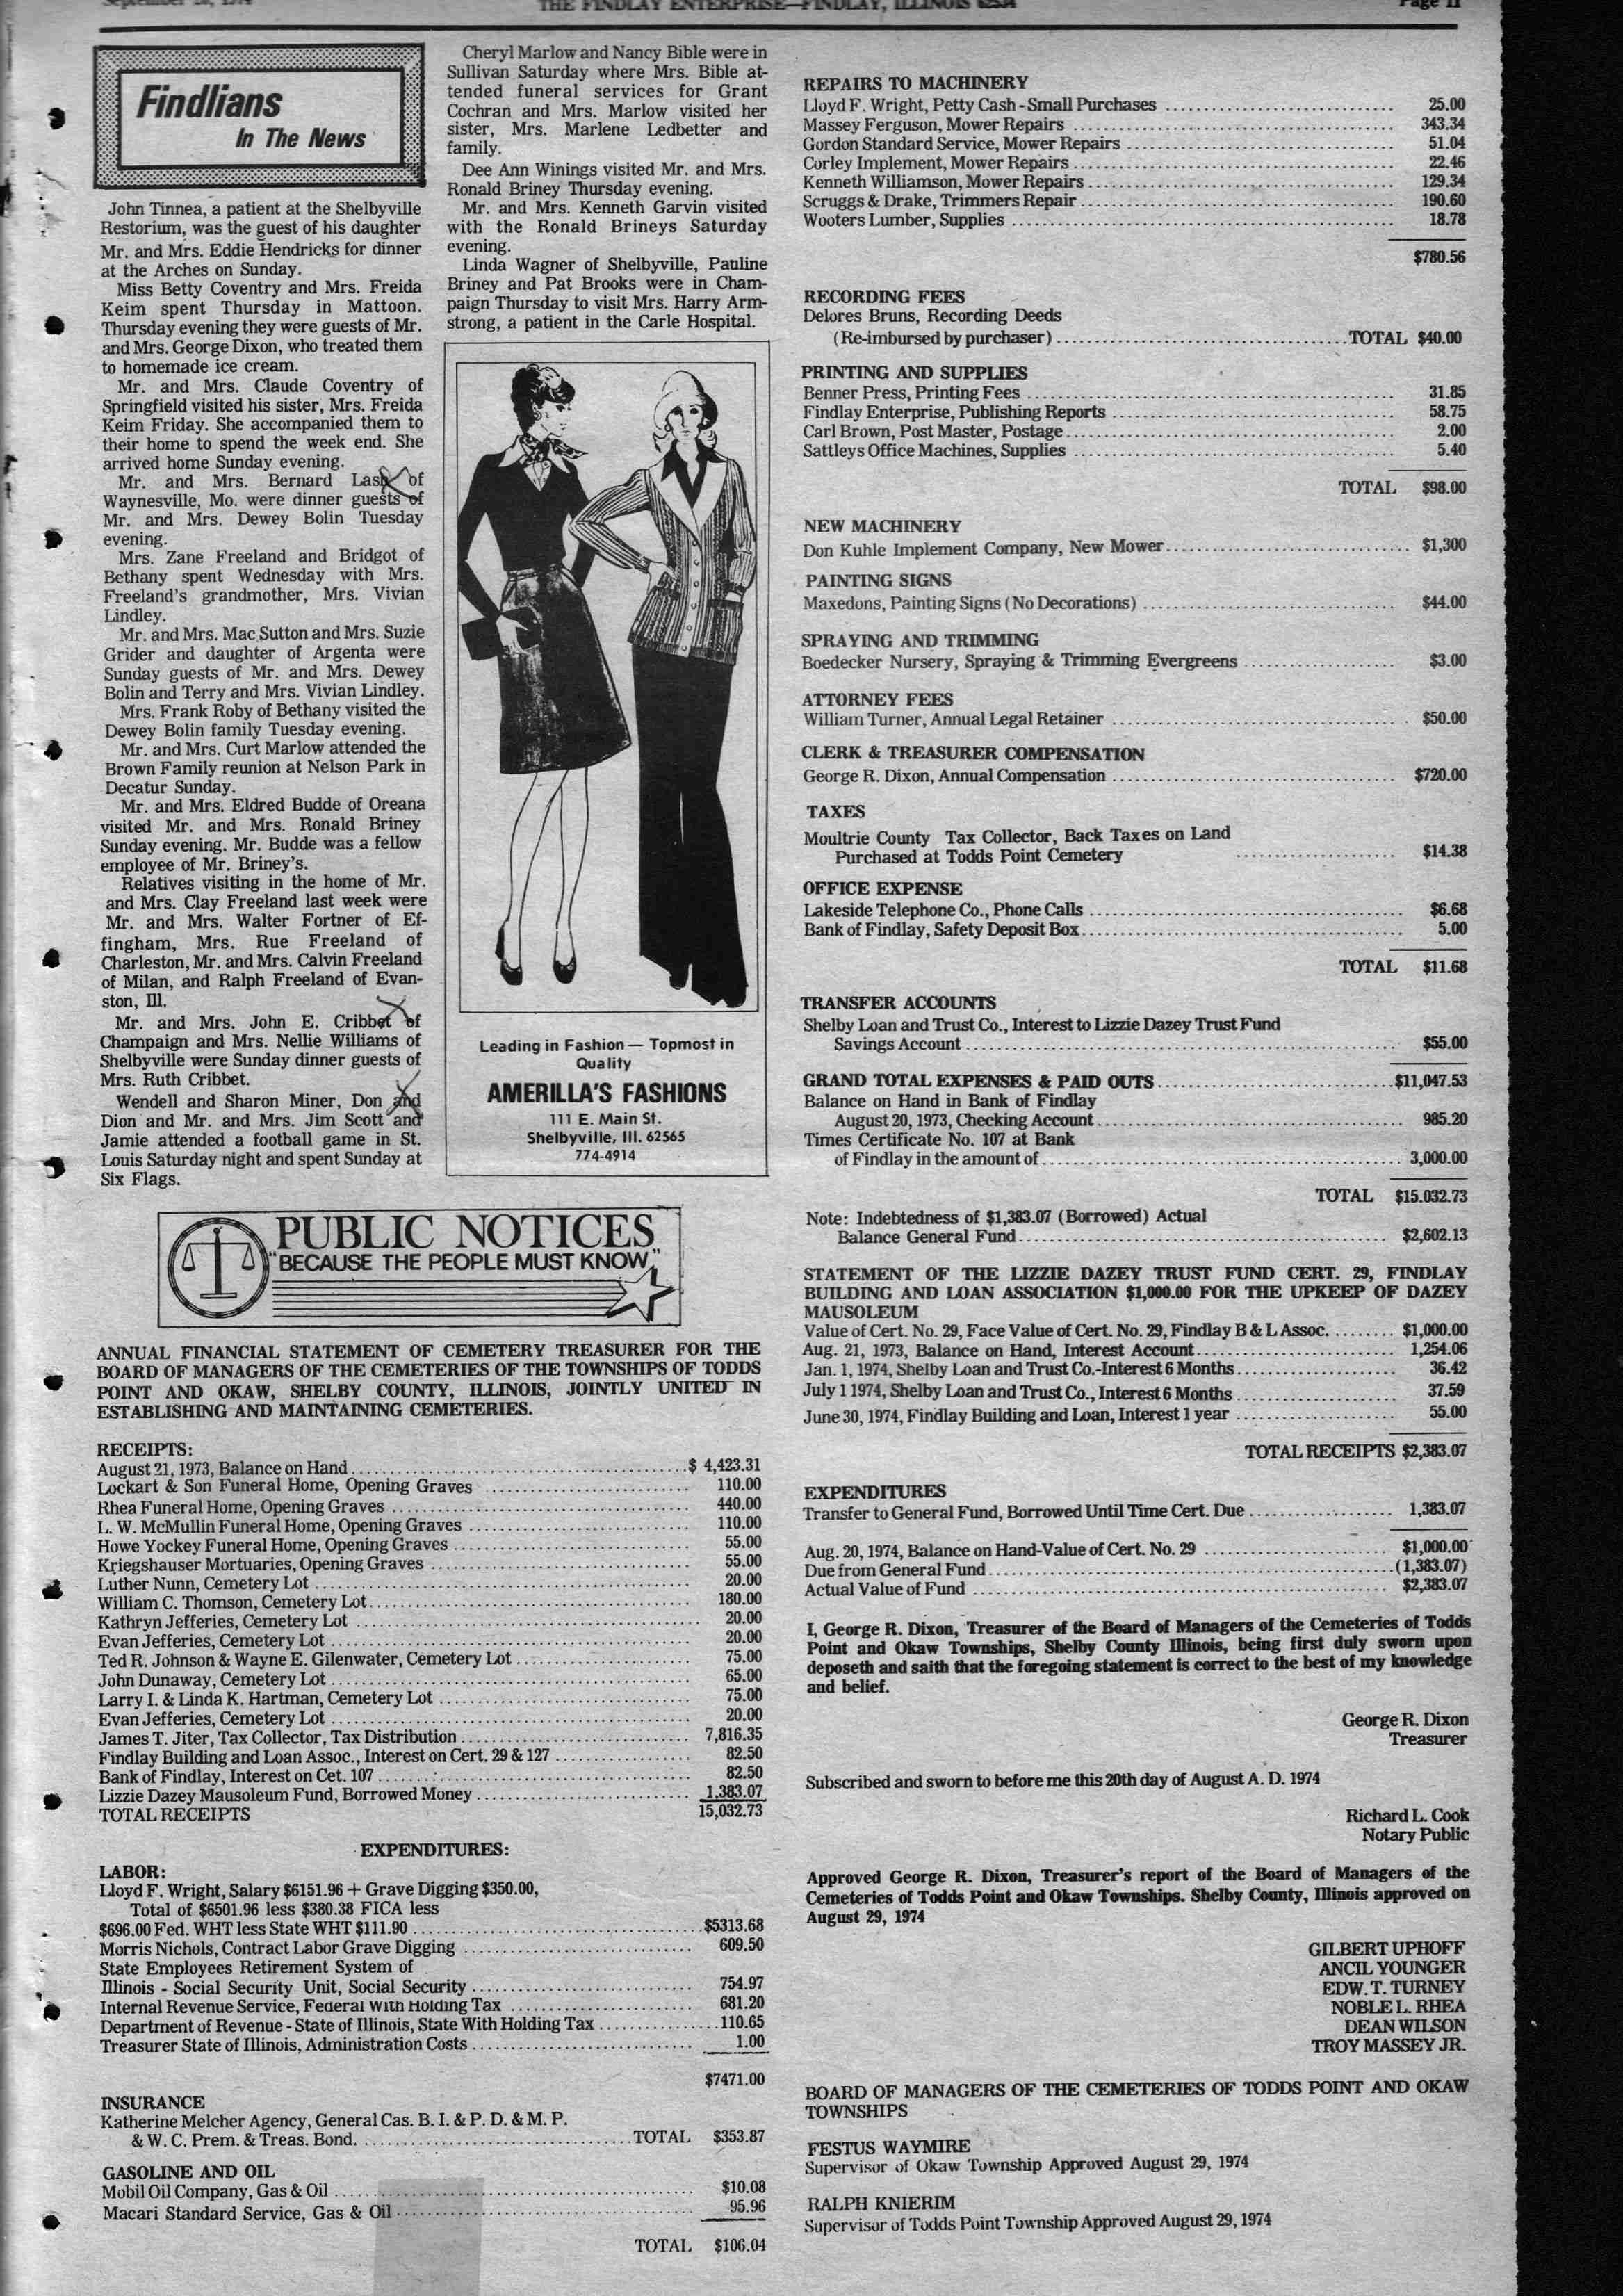 THE FINDLAY ENTERPRISE—FINDLAY, ILLINOIS
Page 11
Findlians
In The News
John Tinnea, a patient at the Shelbyville
Restorium, was the guest of his daughter
Mr. and Mrs. Eddie Hendricks for dinner
at the Arches on Sunday.
Miss Betty Coventry and Mrs. Freida
Keim spent Thursday in Mattoon.
Thursday evening they were guests of Mr.
and Mrs. George Dixon, who treated them
to homemade ice cream.
Mr. and Mrs. Claude Coventry of
Springfield visited his sister, Mrs. Freida
Keim Friday. She accompanied them to
their home to spend the week end. She
arrived home Sunday evening.
Mr. and Mrs. Bernard Lash of
Waynesville, Mo. were dinner guests of
Mr. and Mrs. Dewey Bolin Tuesday
evening.
Mrs. Zane Freeland and Bridgot of
Bethany spent Wednesday with Mrs.
Freeland's grandmother, Mrs. Vivian
Lindley.
Mr. and Mrs. Mac Sutton and Mrs. Suzie
Grider and daughter of Argenta were
Sunday guests of Mr. and Mrs. Dewey
Bolin and Terry and Mrs. Vivian Lindley.
Mrs. Frank Roby of Bethany visited the
Dewey Bolin family Tuesday evening.
Mr. and Mrs. Curt Marlow attended the
Brown Family reunion at Nelson Park in
Decatur Sunday.
Mr. and Mrs. Eldred Budde of Oreana
visited Mr. and Mrs. Ronald Briney
Sunday evening. Mr. Budde was a fellow
employee of Mr. Briney's.
Relatives visiting in the home of Mr.
and Mrs. Clay Freeland last week were
Mr. and Mrs. Walter Fortner of Ef-
fingham, Mrs. Rue Freeland of
Charleston, Mr. and Mrs. Calvin Freeland
of Milan, and Ralph Freeland of Evan-
ston, Ill.
Mr. and Mrs. John E. Cribbet of
Champaign and Mrs. Nellie Williams of
Shelbyville were Sunday dinner guests of
Mrs. Ruth Cribbet.
Wendell and Sharon Miner, Don and
Dion and Mr. and Mrs. Jim Scott and
Jamie attended a football game in St.
Louis Saturday night and spent Sunday at
Six Flags.
Cheryl Marlow and Nancy Bible were in
Sullivan Saturday where Mrs. Bible at-
tended funeral services for Grant
Cochran and Mrs. Marlow visited her
sister, Mrs. Marlene Ledbetter and
family.
Dee Ann Winings visited Mr. and Mrs.
Ronald Briney Thursday evening.
Mr. and Mrs. Kenneth Garvin visited
with the Ronald Brineys Saturday
evening.
Linda Wagner of Shelbyville, Pauline
Briney and Pat Brooks were in Cham-
paign Thursday to visit Mrs. Harry Arm-
strong, a patient in the Carle Hospital.
Leading in Fashion — Topmost in
Quality
AMERILLA'S FASHIONS
111 E. Main St.
Shelbyville, Ill. 62565
774-4914
PUBLIC NOTICES
"BECAUSE THE PEOPLE MUST KNOW"
ANNUAL FINANCIAL STATEMENT OF CEMETERY TREASURER FOR THE
BOARD OF MANAGERS OF THE CEMETERIES OF THE TOWNSHIPS OF TODDS
POINT AND OKAW, SHELBY COUNTY, ILLINOIS, JOINTLY UNITED IN
ESTABLISHING AND MAINTAINING CEMETERIES.
RECEIPTS:
August 21, 1973, Balance on Hand $ 4,423.31
Lockart & Son Funeral Home, Opening Graves 110.00
Rhea Funeral Home, Opening Graves 440.00
L. W. McMullin Funeral Home, Opening Graves 110.00
Howe Yockey Funeral Home, Opening Graves 55.00
Kriegshauser Mortuaries, Opening Graves 55.00
Luther Nunn, Cemetery Lot 20.00
William C. Thomson, Cemetery Lot 180.00
Kathryn Jefferies, Cemetery Lot 20.00
Evan Jefferies, Cemetery Lot 20.00
Ted R. Johnson & Wayne E. Gilenwater, Cemetery Lot 75.00
John Dunaway, Cemetery Lot 65.00
Larry I. & Linda K. Hartman, Cemetery Lot 75.00
Evan Jefferies, Cemetery Lot 20.00
James T. Jiter, Tax Collector, Tax Distribution 7,816.35
Findlay Building and Loan Assoc., Interest on Cert. 29 & 127 82.50
Bank of Findlay, Interest on Cet. 107 82.50
Lizzie Dazey Mausoleum Fund, Borrowed Money 1,383.07
TOTAL RECEIPTS 15,032.73
EXPENDITURES:
LABOR:
Lloyd F. Wright, Salary $6151.96 + Grave Digging $350.00,
Total of $6501.96 less $380.38 FICA less
$696.00 Fed. WHT less State WHT $111.90 $5313.68
Morris Nichols, Contract Labor Grave Digging 609.50
State Employees Retirement System of
Illinois - Social Security Unit, Social Security 754.97
Internal Revenue Service, Federal With Holding Tax 681.20
Department of Revenue - State of Illinois, State With Holding Tax 110.65
Treasurer State of Illinois, Administration Costs 1.00
$7471.00
INSURANCE
Katherine Melcher Agency, General Cas. B. I. & P. D. & M. P.
& W. C. Prem. & Treas. Bond. TOTAL $353.87
GASOLINE AND OIL
Mobil Oil Company, Gas & Oil $10.08
Macari Standard Service, Gas & Oil 95.96
TOTAL $106.04
REPAIRS TO MACHINERY
Lloyd F. Wright, Petty Cash - Small Purchases 25.00
Massey Ferguson, Mower Repairs 343.34
Gordon Standard Service, Mower Repairs 51.04
Corley Implement, Mower Repairs 22.46
Kenneth Williamson, Mower Repairs 129.34
Scruggs & Drake, Trimmers Repair 190.60
Wooters Lumber, Supplies 18.78
$780.56
RECORDING FEES
Delores Bruns, Recording Deeds
(Re-imbursed by purchaser) TOTAL $40.00
PRINTING AND SUPPLIES
Benner Press, Printing Fees 31.85
Findlay Enterprise, Publishing Reports 58.75
Carl Brown, Post Master, Postage 2.00
Sattleys Office Machines, Supplies 5.40
TOTAL $98.00
NEW MACHINERY
Don Kuhle Implement Company, New Mower $1,300
PAINTING SIGNS
Maxedons, Painting Signs (No Decorations) $44.00
SPRAYING AND TRIMMING
Boedecker Nursery, Spraying & Trimming Evergreens $3.00
ATTORNEY FEES
William Turner, Annual Legal Retainer $50.00
CLERK & TREASURER COMPENSATION
George R. Dixon, Annual Compensation $720.00
TAXES
Moultrie County Tax Collector, Back Taxes on Land
Purchased at Todds Point Cemetery $14.38
OFFICE EXPENSE
Lakeside Telephone Co., Phone Calls $6.68
Bank of Findlay, Safety Deposit Box 5.00
TOTAL $11.68
TRANSFER ACCOUNTS
Shelby Loan and Trust Co., Interest to Lizzie Dazey Trust Fund
Savings Account $55.00
GRAND TOTAL EXPENSES & PAID OUTS $11,047.53
Balance on Hand in Bank of Findlay
August 20, 1973, Checking Account 985.20
Times Certificate No. 107 at Bank
of Findlay in the amount of 3,000.00
TOTAL $15.032.73
Note: Indebtedness of $1,383.07 (Borrowed) Actual
Balance General Fund $2,602.13
STATEMENT OF THE LIZZIE DAZEY TRUST FUND CERT. 29, FINDLAY
BUILDING AND LOAN ASSOCIATION $1,000.00 FOR THE UPKEEP OF DAZEY
MAUSOLEUM
Value of Cert. No. 29, Face Value of Cert. No. 29, Findlay B & L Assoc. $1,000.00
Aug. 21, 1973, Balance on Hand, Interest Account 1,254.06
Jan. 1, 1974, Shelby Loan and Trust Co.-Interest 6 Months 36.42
July 1 1974, Shelby Loan and Trust Co., Interest 6 Months 37.59
June 30, 1974, Findlay Building and Loan, Interest 1 year 55.00
TOTAL RECEIPTS $2,383.07
EXPENDITURES
Transfer to General Fund, Borrowed Until Time Cert. Due 1,383.07
Aug. 20, 1974, Balance on Hand-Value of Cert. No. 29 $1,000.00
Due from General Fund (1,383.07)
Actual Value of Fund $2,383.07
I, George R. Dixon, Treasurer of the Board of Managers of the Cemeteries of Todds
Point and Okaw Townships, Shelby County Illinois, being first duly sworn upon
deposeth and saith that the foregoing statement is correct to the best of my knowledge
and belief.
George R. Dixon
Treasurer
Subscribed and sworn to before me this 20th day of August A. D. 1974
Richard L. Cook
Notary Public
Approved George R. Dixon, Treasurer's report of the Board of Managers of the
Cemeteries of Todds Point and Okaw Townships. Shelby County, Illinois approved on
August 29, 1974
GILBERT UPHOFF
ANCIL YOUNGER
EDW. T. TURNEY
NOBLE L. RHEA
DEAN WILSON
TROY MASSEY JR.
BOARD OF MANAGERS OF THE CEMETERIES OF TODDS POINT AND OKAW
TOWNSHIPS
FESTUS WAYMIRE
Supervisor of Okaw Township Approved August 29, 1974
RALPH KNIERIM
Supervisor of Todds Point Township Approved August 29, 1974